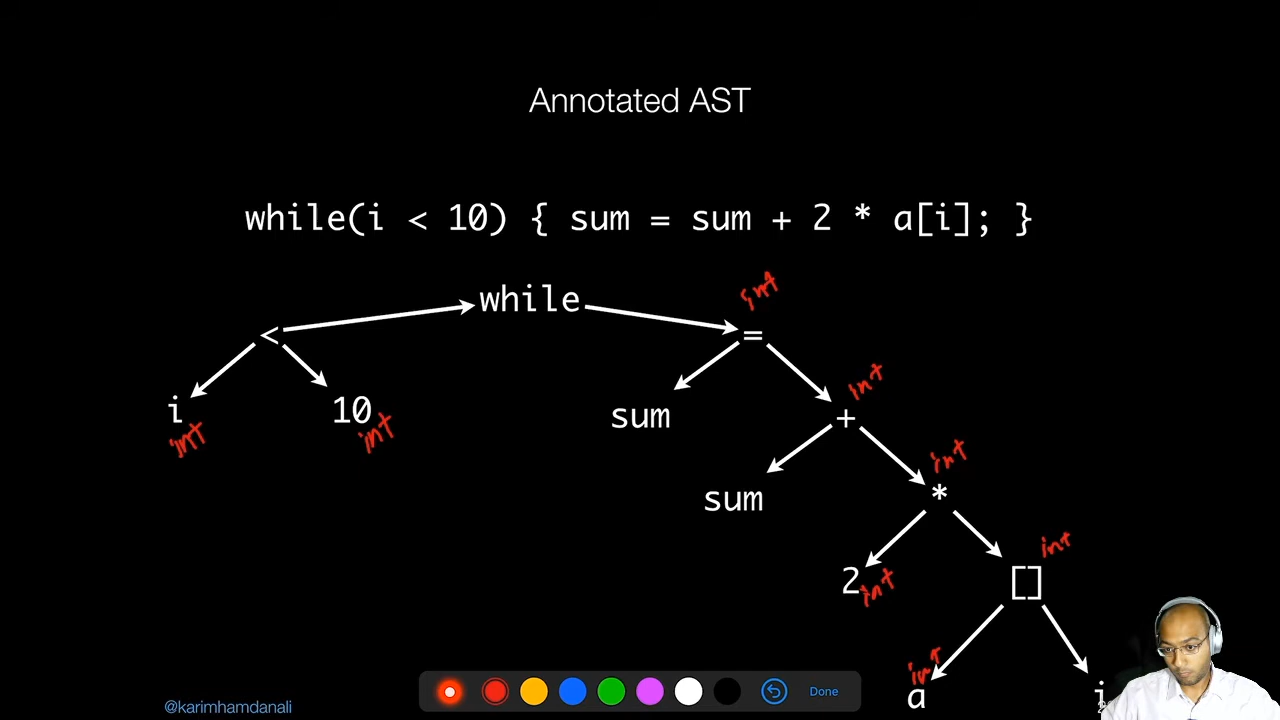 Annotated AST
while(i < 10) { sum = sum + 2 * a[i]; }
int
while
< =
int
i 10 sum +
int int
int
sum *
int
2 int []
int
a i
Done
@karimhamdanali